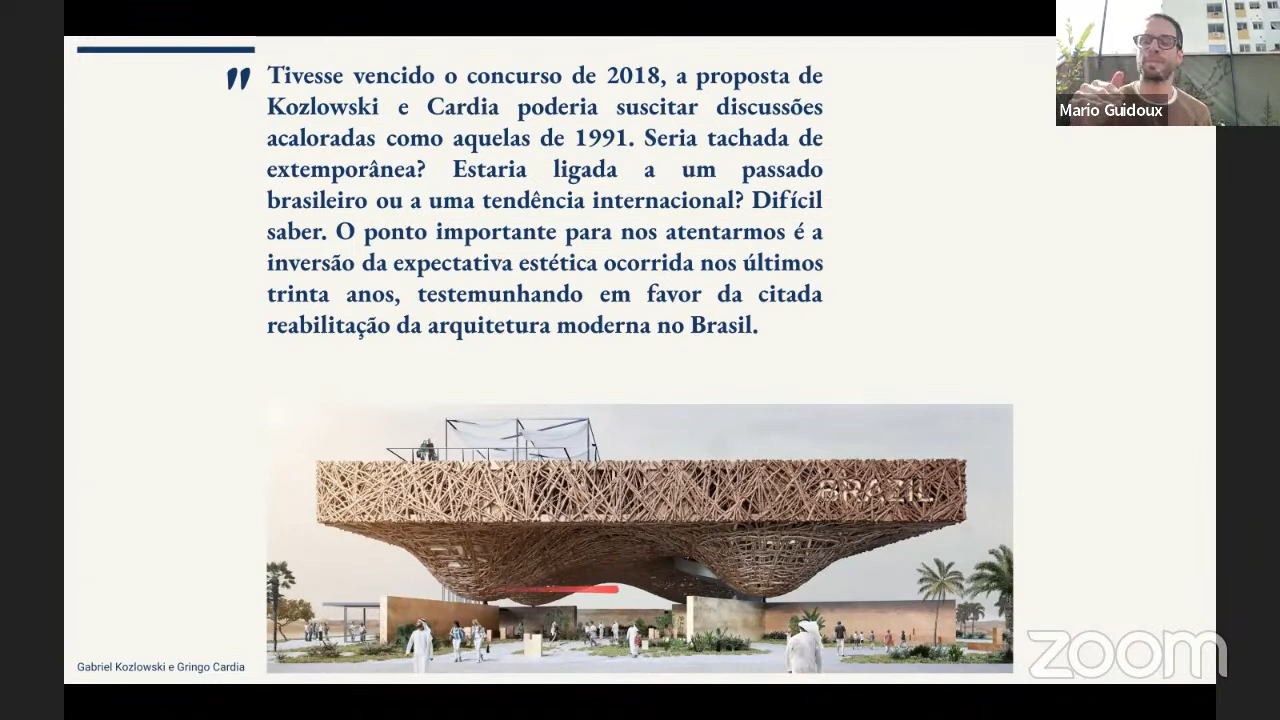 "
Tivesse vencido o concurso de 2018, a proposta de
Kozlowski e Cardia poderia suscitar discussões
acaloradas como aquelas de 1991. Seria tachada de
extemporânea? Estaria ligada a um passado
brasileiro ou a uma tendência internacional? Difícil
saber. O ponto importante para nos atentarmos é a
inversão da expectativa estética ocorrida nos últimos
trinta anos, testemunhando em favor da citada
reabilitação da arquitetura moderna no Brasil.
Mario Guidoux
BRAZIL
Gabriel Kozlowski e Gringo Cardia
zoom